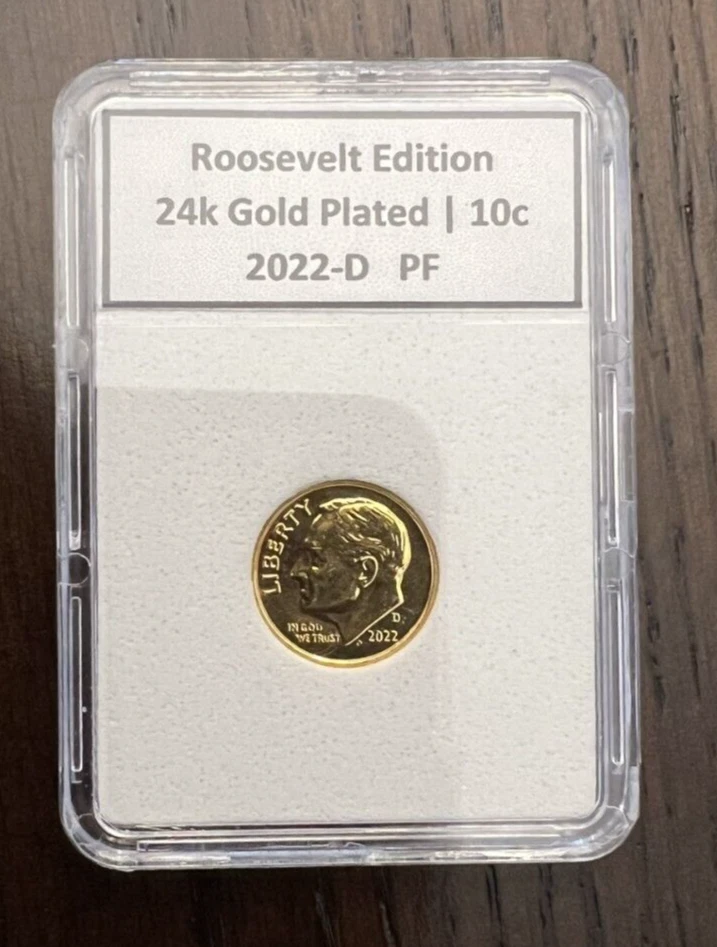 Roosevelt Edition
24k Gold Plated | 10c
2022-D PF
LIBERTY
IN GOD
WE TRUST
D
2022